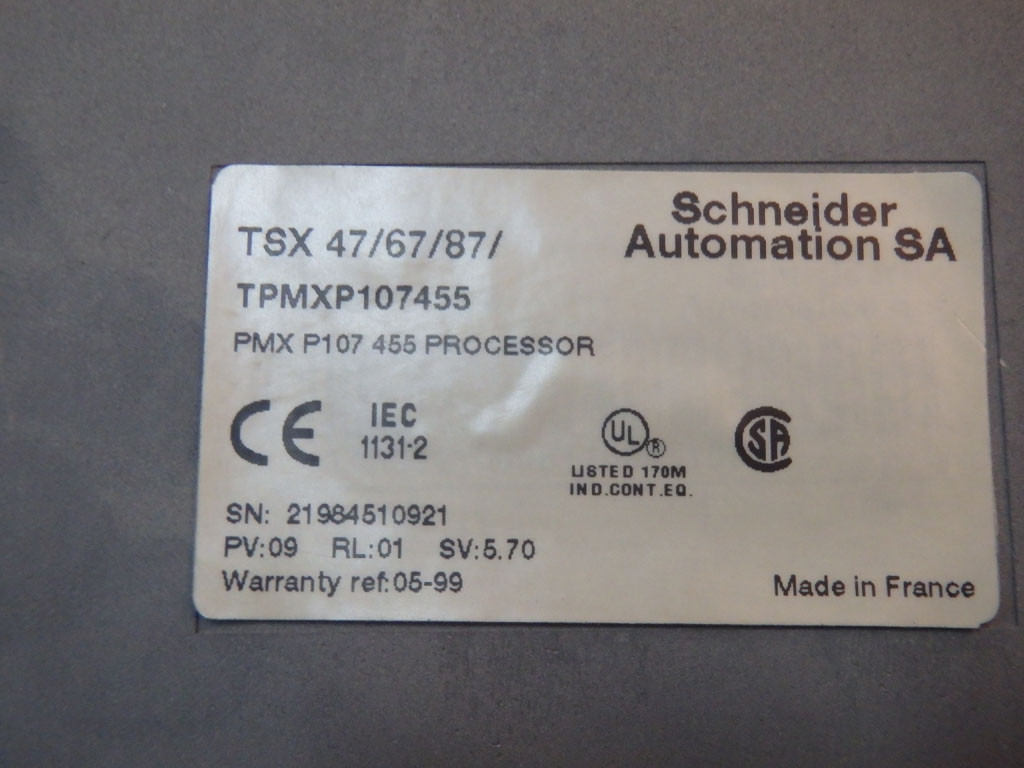 Schneider
Automation SA
TSX 47/67/87/
TPMXP107455
PMX P107 455 PROCESSOR
CE
IEC
1131-2
UL ®
LISTED 170M
IND.CONT.EQ.
SA
SN: 21984510921
PV:09 RL:01 SV:5.70
Warranty ref:05-99
Made in France